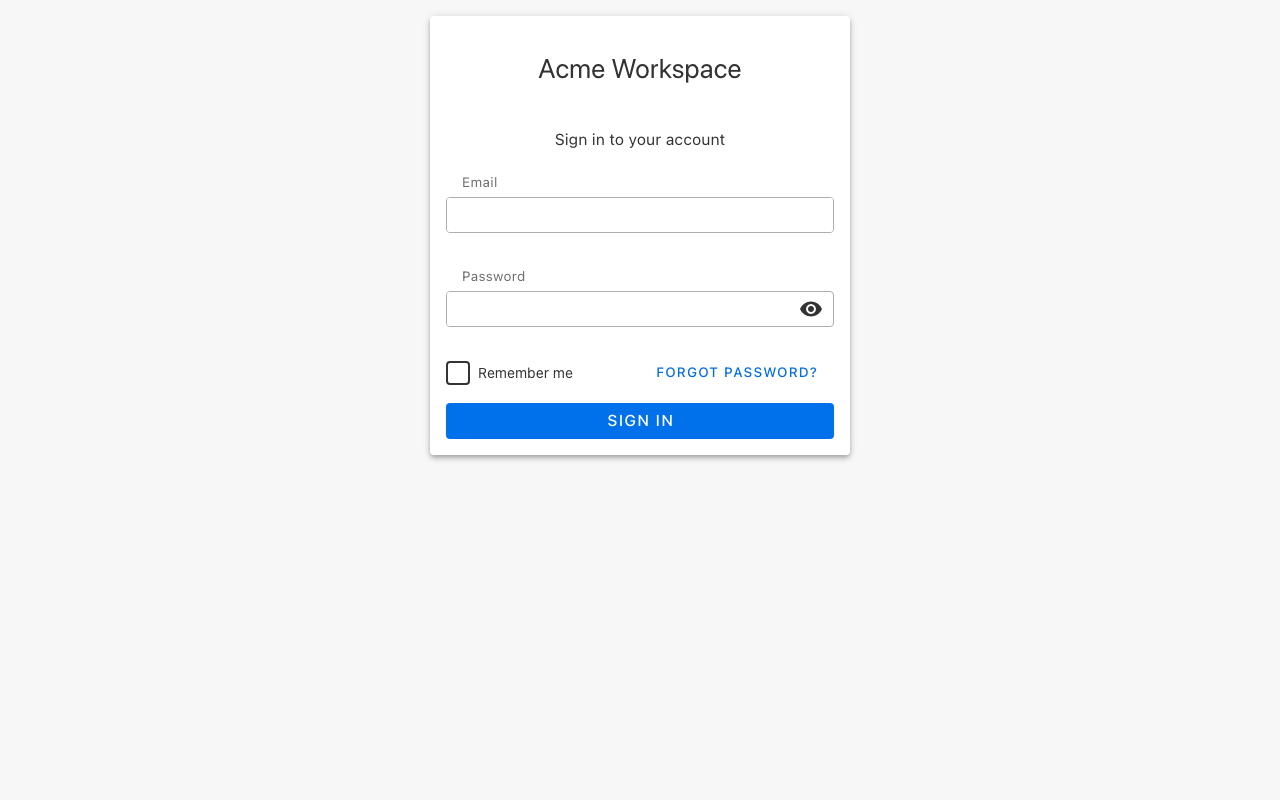 Acme Workspace
Sign in to your account
Email
Password
Remember me
FORGOT PASSWORD?
SIGN IN